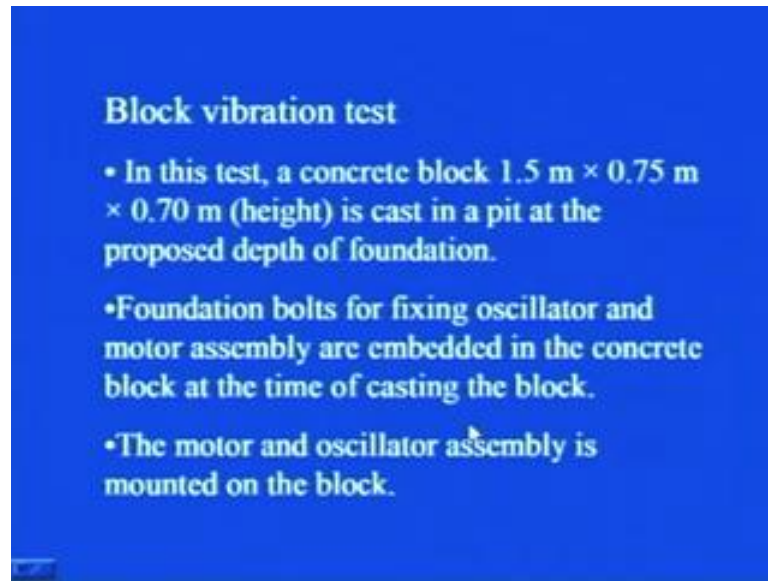 Block vibration test
• In this test, a concrete block 1.5 m × 0.75 m
× 0.70 m (height) is cast in a pit at the
proposed depth of foundation.
•Foundation bolts for fixing oscillator and
motor assembly are embedded in the concrete
block at the time of casting the block.
•The motor and oscillator assembly is
mounted on the block.